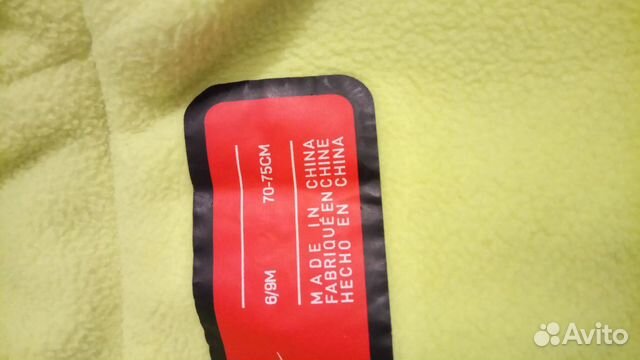 6/9M 70-75CM
MADE IN CHINA
FABRIQUÉ EN CHINE
HECHO EN CHINA
Avito